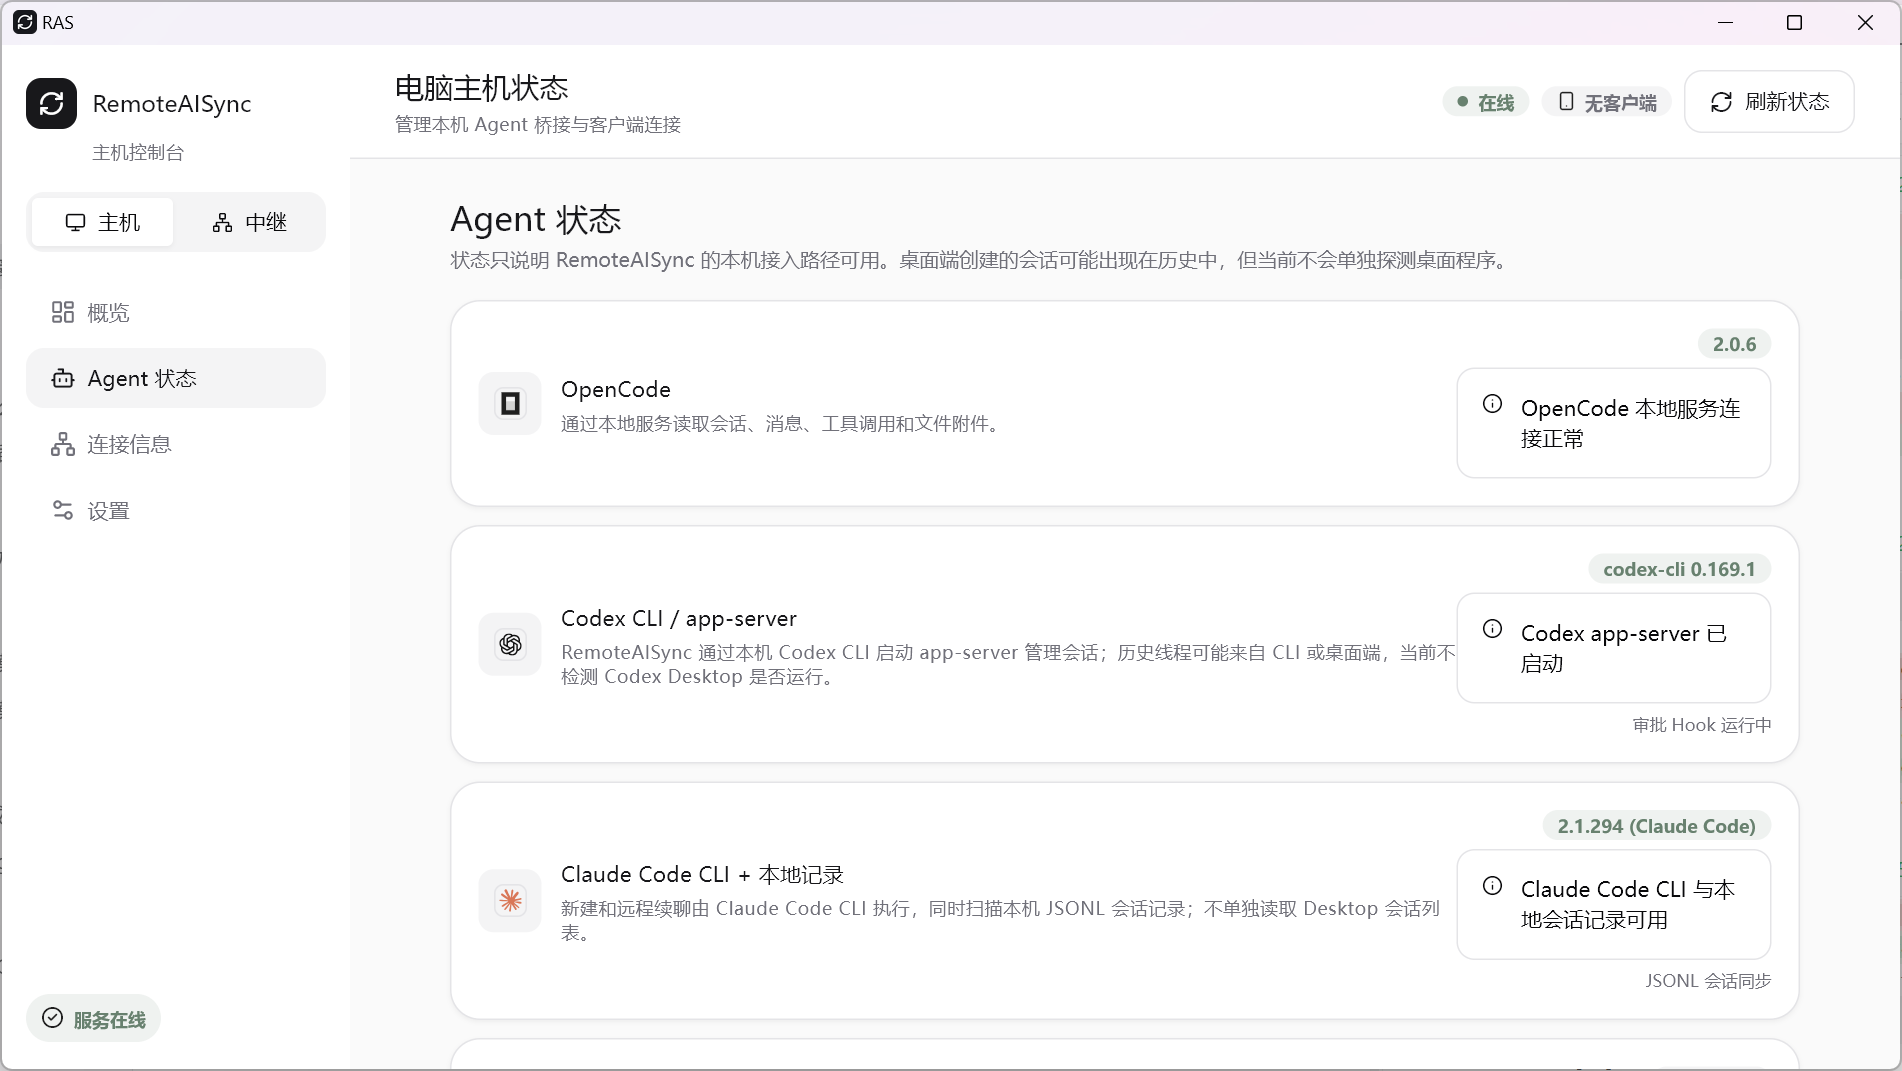 RAS
RemoteAISync
主机控制台
主机
中继
概览
Agent 状态
连接信息
设置
服务在线
电脑主机状态
管理本机 Agent 桥接与客户端连接
在线
无客户端
刷新状态
Agent 状态
状态只说明 RemoteAISync 的本机接入路径可用。桌面端创建的会话可能出现在历史中，但当前不会单独探测桌面程序。
OpenCode
通过本地服务读取会话、消息、工具调用和文件附件。
2.0.6
OpenCode 本地服务连
接正常
Codex CLI / app-server
RemoteAISync 通过本机 Codex CLI 启动 app-server 管理会话；历史线程可能来自 CLI 或桌面端，当前不
检测 Codex Desktop 是否运行。
codex-cli 0.169.1
Codex app-server 已
启动
审批 Hook 运行中
Claude Code CLI + 本地记录
新建和远程续聊由 Claude Code CLI 执行，同时扫描本机 JSONL 会话记录；不单独读取 Desktop 会话列
表。
2.1.294 (Claude Code)
Claude Code CLI 与本
地会话记录可用
JSONL 会话同步